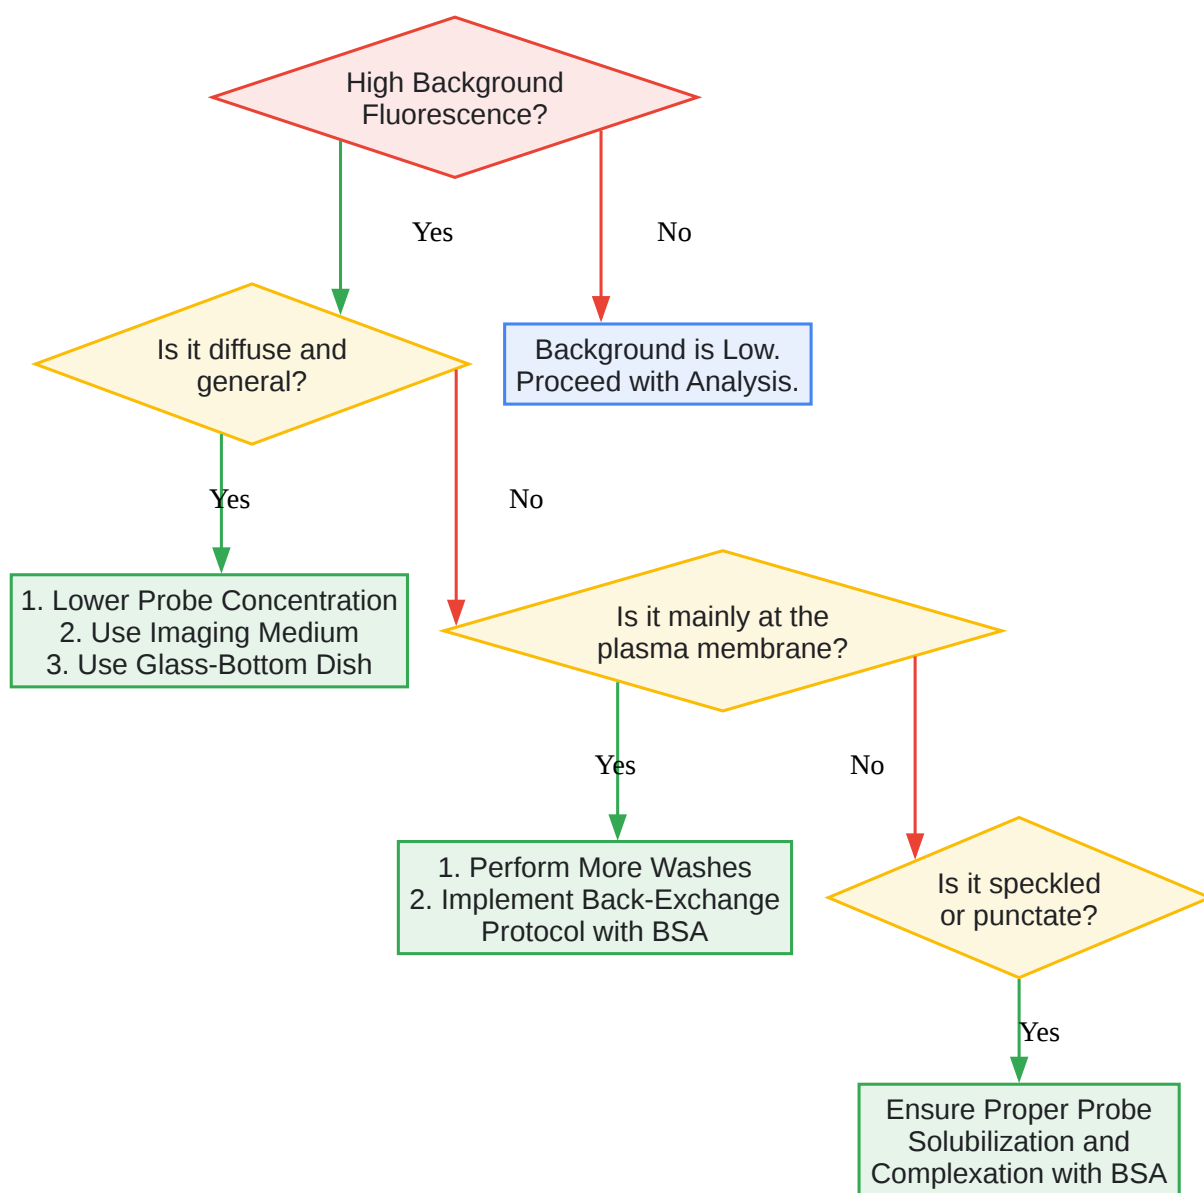 High Background
Fluorescence?
Yes
No
Is it diffuse and
general?
Background is Low.
Proceed with Analysis.
Yes
No
1. Lower Probe Concentration
2. Use Imaging Medium
3. Use Glass-Bottom Dish
Is it mainly at the
plasma membrane?
Yes
No
1. Perform More Washes
2. Implement Back-Exchange
Protocol with BSA
Is it speckled
or punctate?
Yes
Ensure Proper Probe
Solubilization and
Complexation with BSA